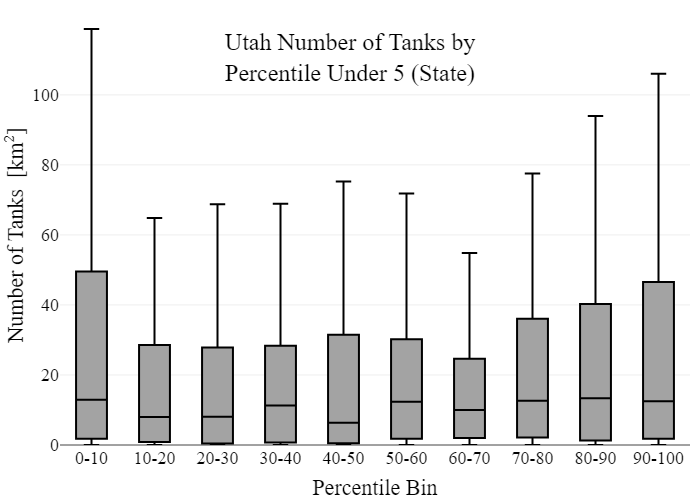 Utah Number of Tanks by
Percentile Under 5 (State)
Number of Tanks [km²]
100
80
60
40
20
0
0-10 10-20 20-30 30-40 40-50 50-60 60-70 70-80 80-90 90-100
Percentile Bin